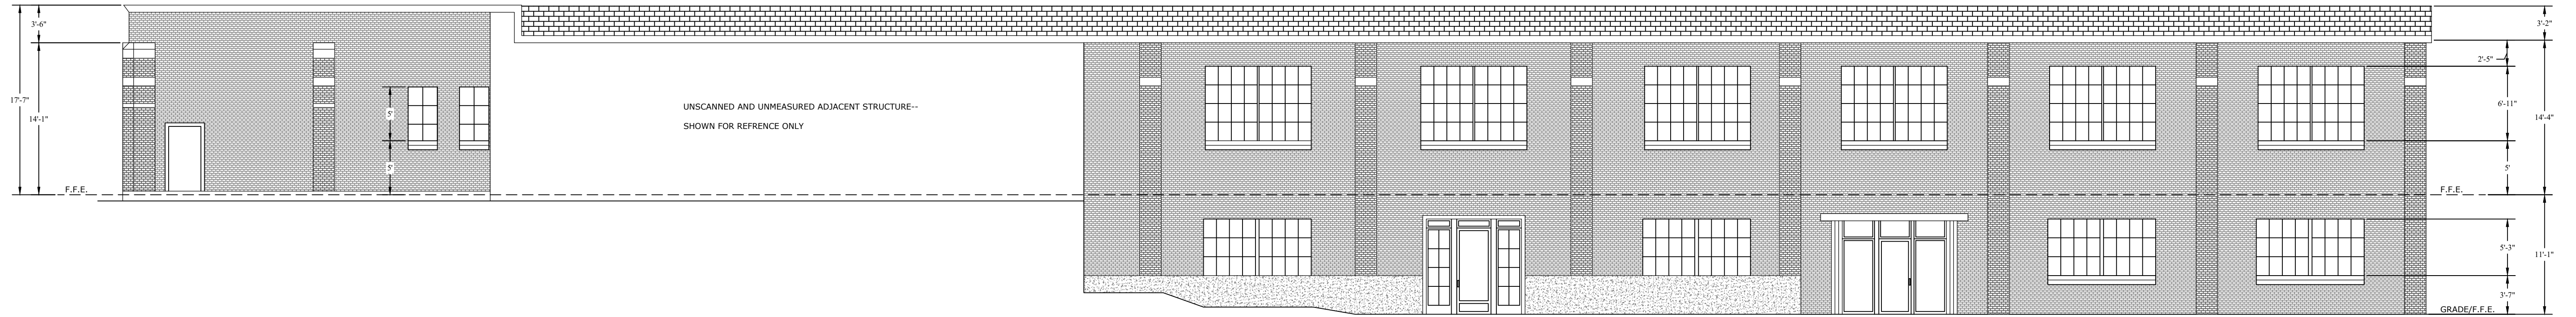 3'-6"
17'-7"
14'-1"
F.F.E.
5'
5'
UNSCANNED AND UNMEASURED ADJACENT STRUCTURE--
SHOWN FOR REFRENCE ONLY
3'-2"
2'-5"
6'-11"
14'-4"
5'
F.F.E.
5'-3"
11'-1"
3'-7"
GRADE/F.F.E.